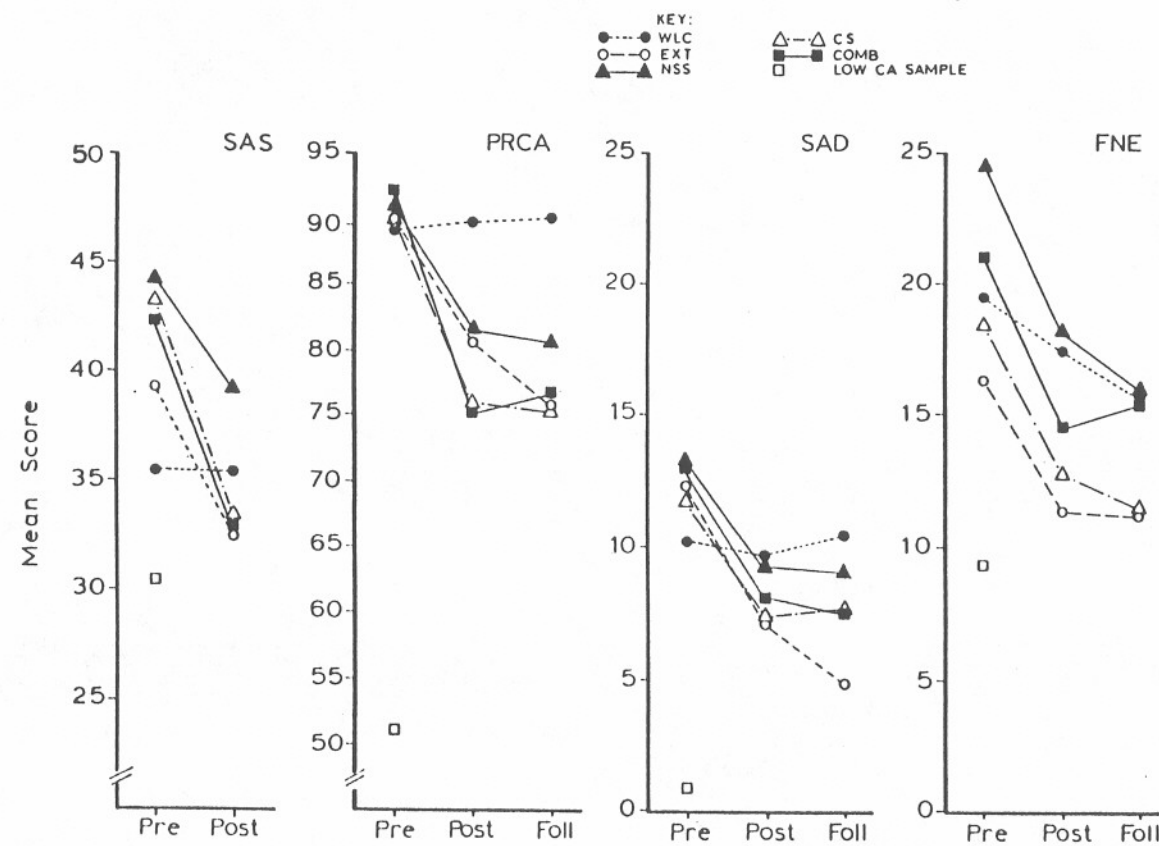 KEY:
WLC
EXT
NSS
CS
COMB
LOW CA SAMPLE
Mean Score
SAS
50
45
40
35
30
25
Pre Post
PRCA
95
90
85
80
75
70
65
60
55
50
Pre Post Foll
SAD
25
20
15
10
5
0
Pre Post Foll
FNE
25
20
15
10
5
0
Pre Post Foll